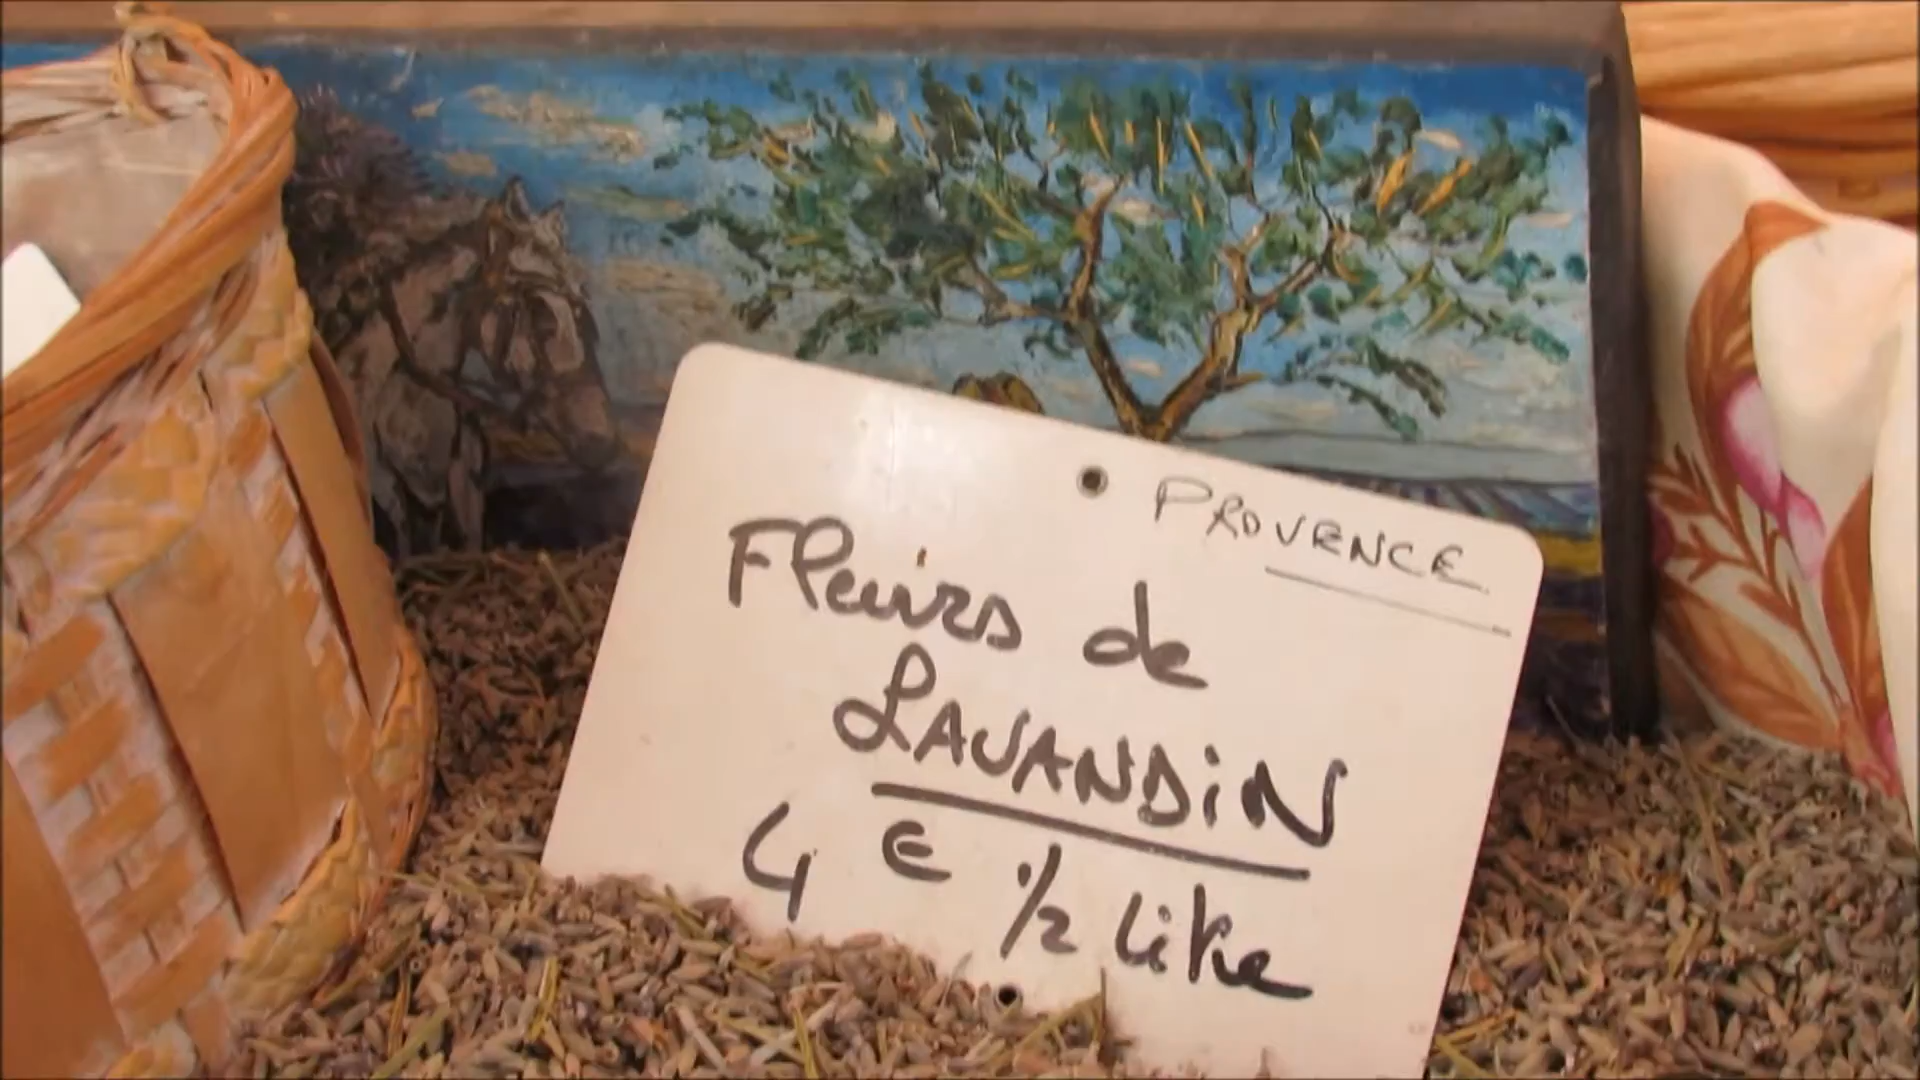 PROVENCE
Fleurs de
LAVANDiN
4 € 1/2 Litre